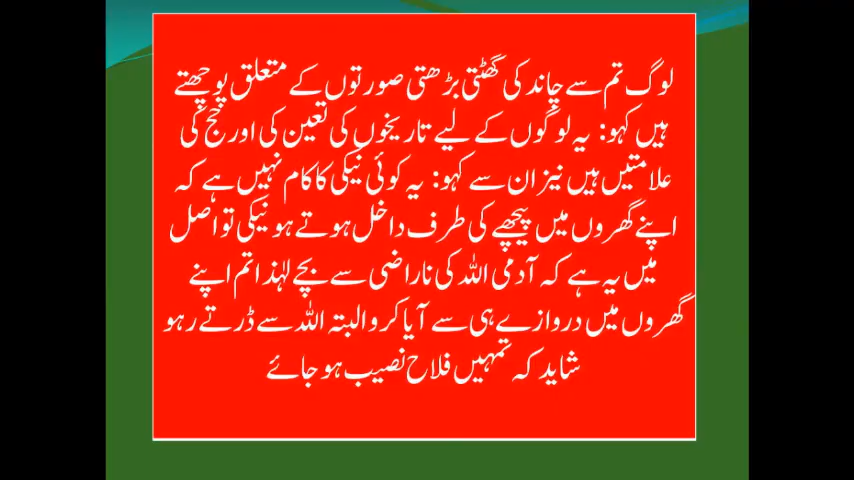 لوگ تم سے چاند کی گھٹتی بڑھتی صورتوں کے متعلق پوچھتے
ہیں کہو: یہ لوگوں کے لیے تاریخوں کی تعین کی اور حج کی
علامتیں ہیں نیز ان سے کہو: یہ کوئی نیکی کا کام نہیں ہے کہ
اپنے گھروں میں پیچھے کی طرف داخل ہوتے ہو نیکی تو اصل
میں یہ ہے کہ آدمی اللہ کی ناراضی سے بچے لہٰذا تم اپنے
گھروں میں دروازے ہی سے آیا کرو البتہ اللہ سے ڈرتے رہو
شاید کہ تمہیں فلاح نصیب ہو جائے